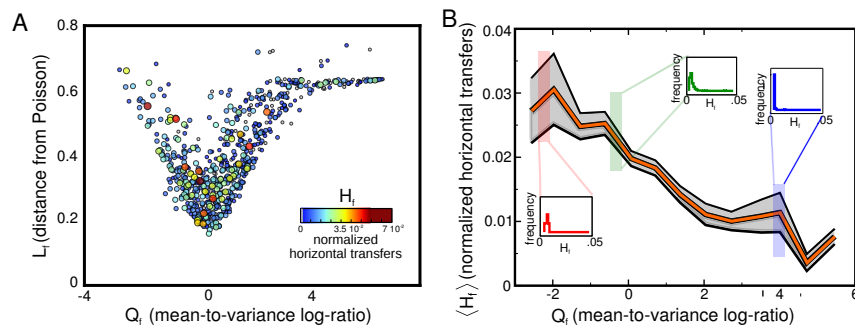 A
0.8
0.6
0.4
0.2
0
-4
0
4
L_f (distance from Poisson)
Q_f (mean-to-variance log-ratio)
H_f
0
3.5 10⁻²
7 10⁻²
normalized
horizontal transfers
B
0.04
0.03
0.02
0.01
0
-2
0
2
4
6
⟨H_f⟩ (normalized horizontal transfers)
Q_f (mean-to-variance log-ratio)
frequency
0
H_f
.05
frequency
0
H_f
.05
frequency
0
H_f
.05